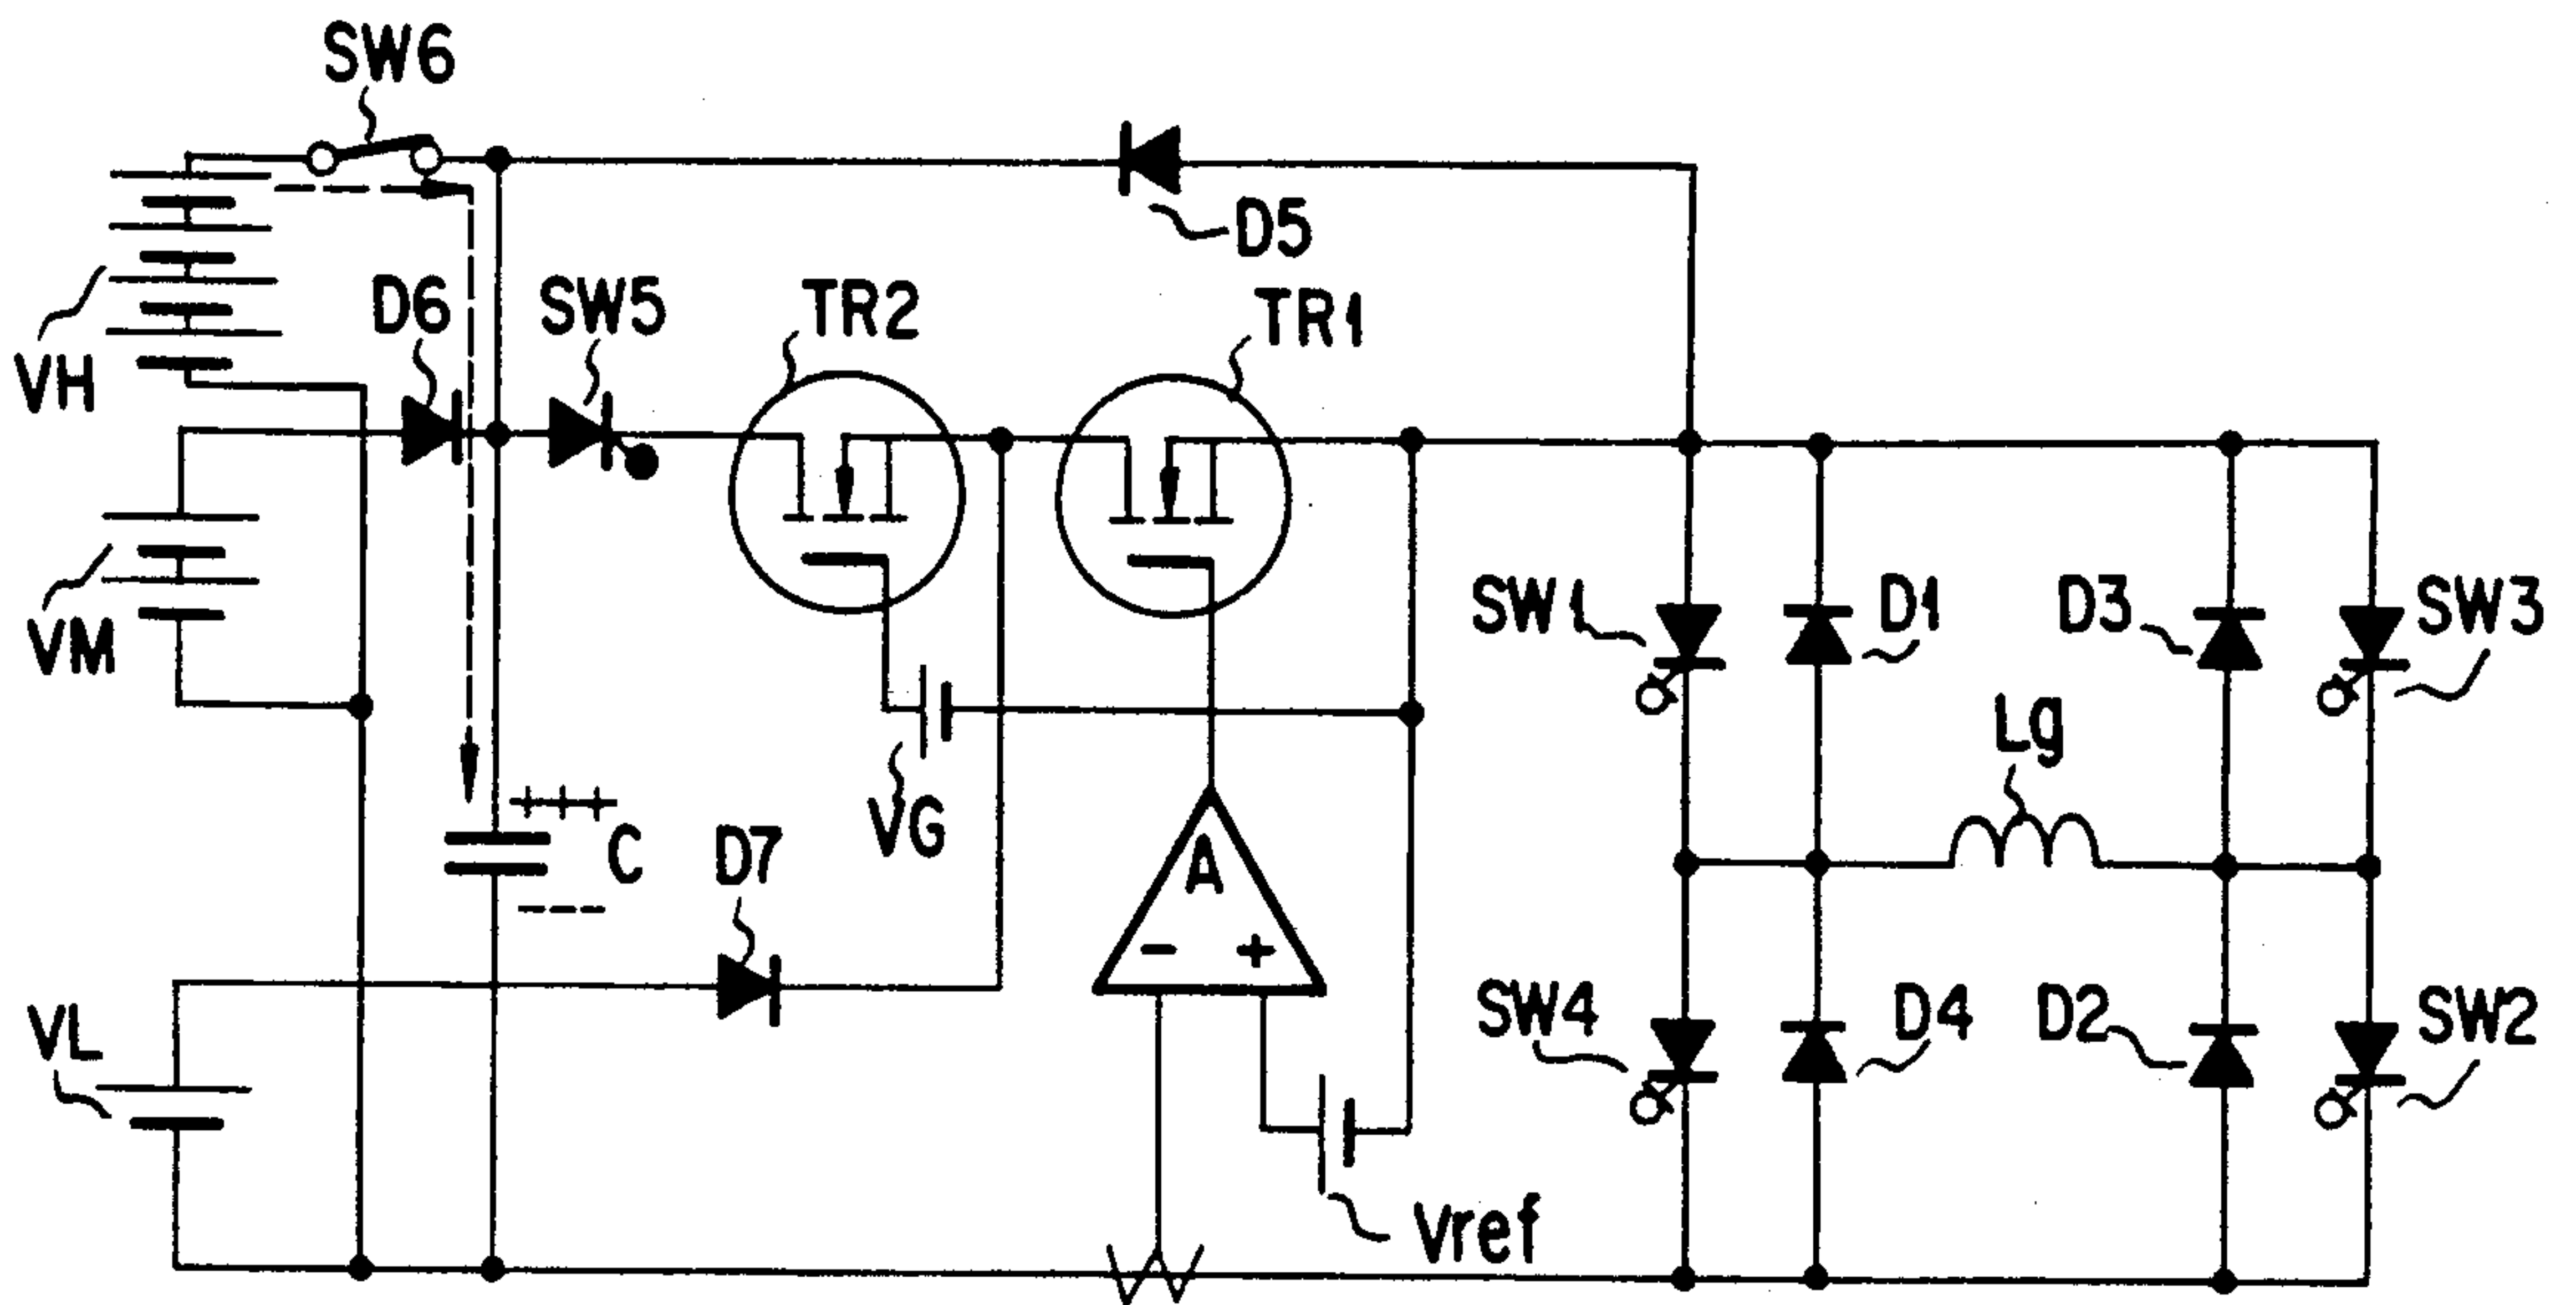 SW6
D5
D6
SW5
TR2
TR1
VH
SW1
D1
D3
SW3
VM
Lg
+++
VG
C
D7
A
- +
---
VL
SW4
D4
D2
SW2
Vref